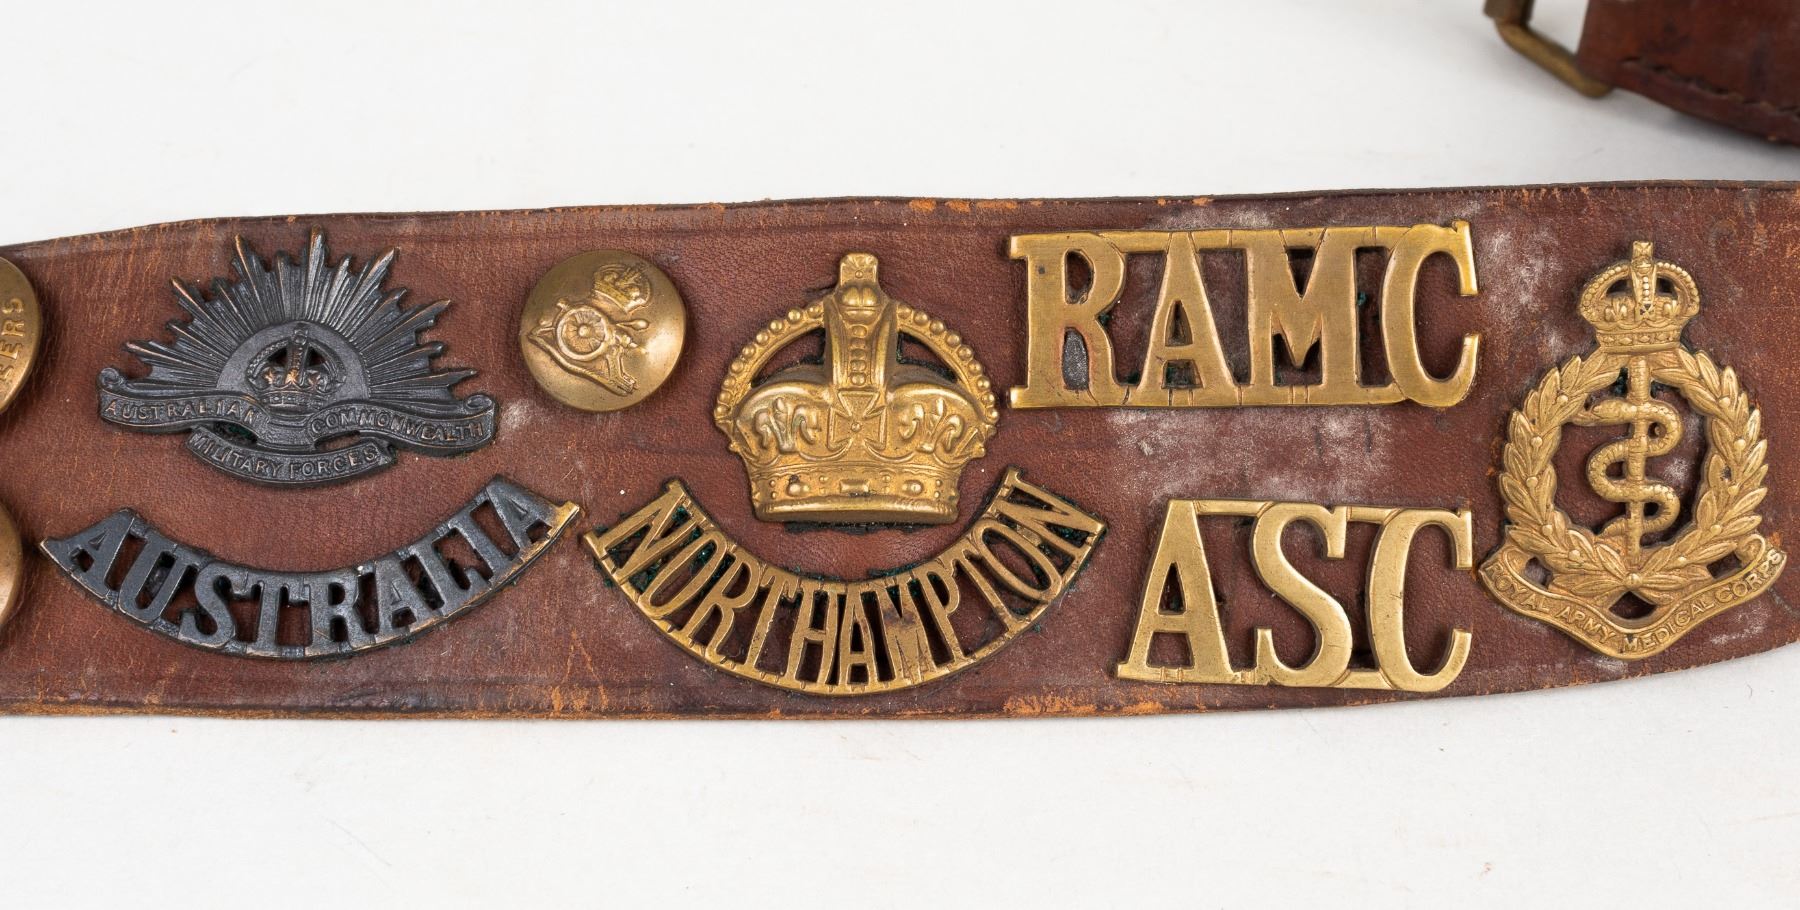 ERS
AUSTRALIAN COMMONWEALTH
MILITARY FORCES
AUSTRALIA
NORTHAMPTON
RAMC
ASC
ROYAL ARMY MEDICAL CORPS